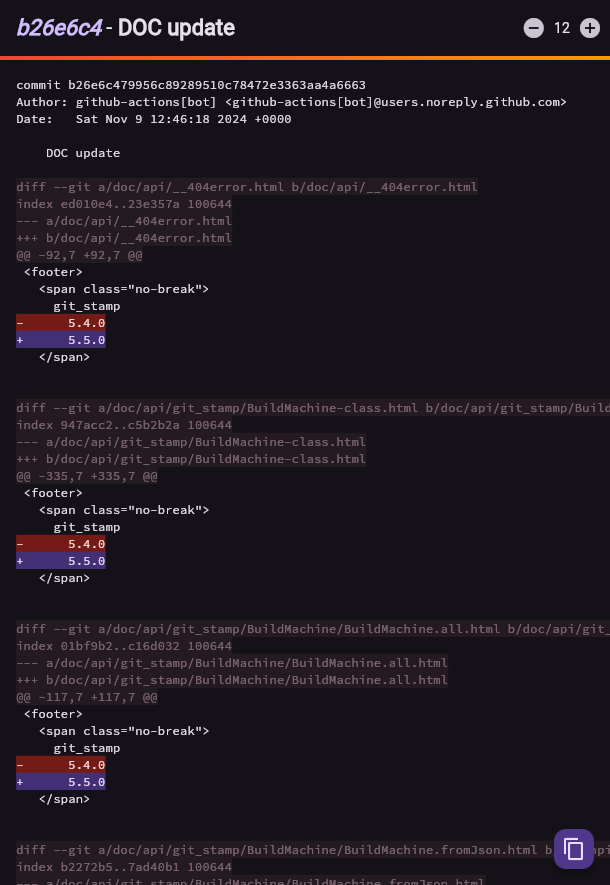 b26e6c4 - DOC update
12
commit b26e6c479956c89289510c78472e3363aa4a6663
Author: github-actions[bot] <github-actions[bot]@users.noreply.github.com>
Date:   Sat Nov 9 12:46:18 2024 +0000
    DOC update
diff --git a/doc/api/__404error.html b/doc/api/__404error.html
index ed010e4..23e357a 100644
--- a/doc/api/__404error.html
+++ b/doc/api/__404error.html
@@ -92,7 +92,7 @@
 <footer>
   <span class="no-break">
     git_stamp
-      5.4.0
+      5.5.0
   </span>
diff --git a/doc/api/git_stamp/BuildMachine-class.html b/doc/api/git_stamp/Build
index 947acc2..c5b2b2a 100644
--- a/doc/api/git_stamp/BuildMachine-class.html
+++ b/doc/api/git_stamp/BuildMachine-class.html
@@ -335,7 +335,7 @@
 <footer>
   <span class="no-break">
     git_stamp
-      5.4.0
+      5.5.0
   </span>
diff --git a/doc/api/git_stamp/BuildMachine/BuildMachine.all.html b/doc/api/git_
index 01bf9b2..c16d032 100644
--- a/doc/api/git_stamp/BuildMachine/BuildMachine.all.html
+++ b/doc/api/git_stamp/BuildMachine/BuildMachine.all.html
@@ -117,7 +117,7 @@
 <footer>
   <span class="no-break">
     git_stamp
-      5.4.0
+      5.5.0
   </span>
diff --git a/doc/api/git_stamp/BuildMachine/BuildMachine.fromJson.html b
index b2272b5..7ad40b1 100644
--- a/doc/api/git_stamp/BuildMachine/BuildMachine.fromJson.html